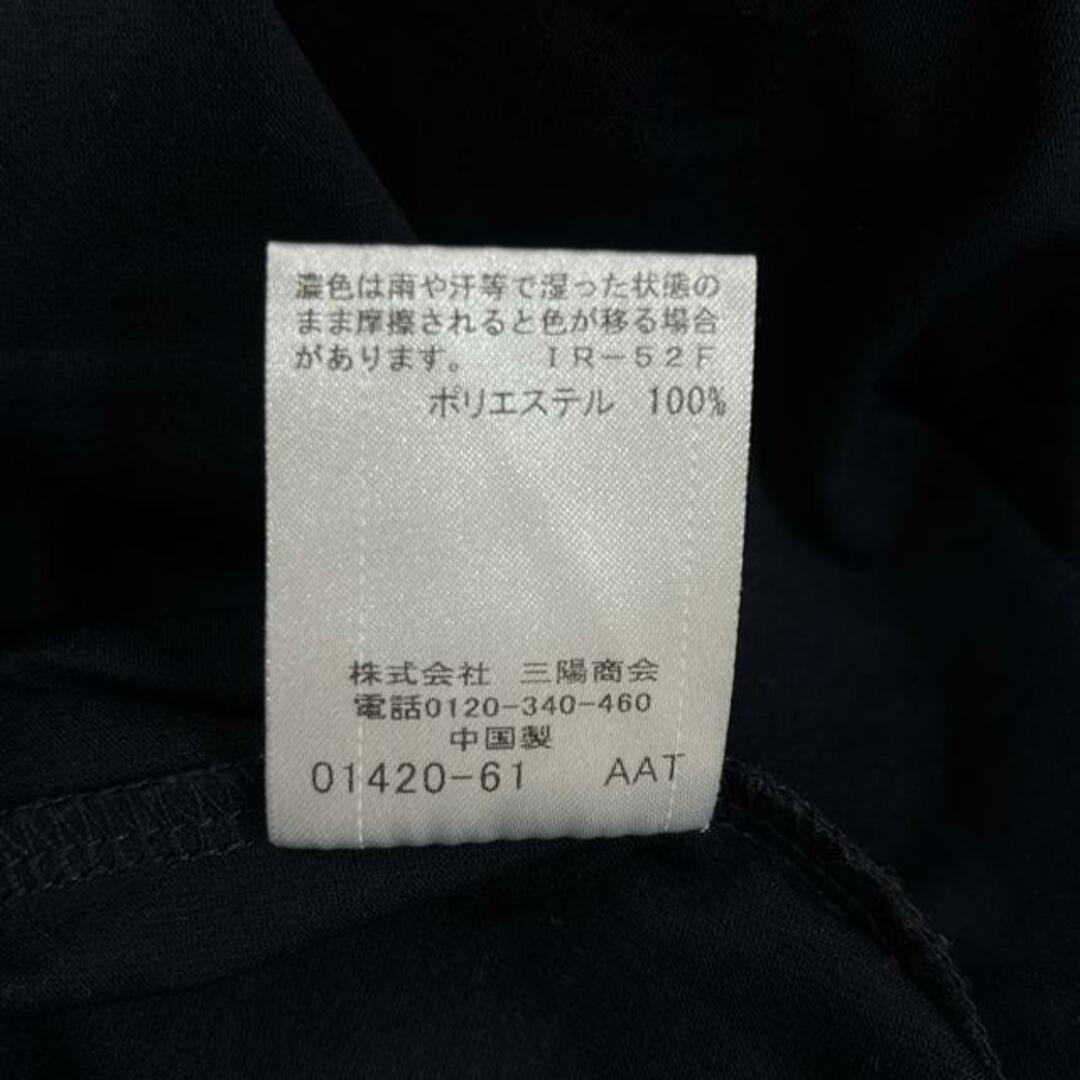 濃色は雨や汗等で湿った状態の
まま摩擦されると色が移る場合
があります。　ＩＲ－５２Ｆ
ポリエステル 100%
株式会社 三陽商会
電話0120-340-460
中国製
01420-61 AAT